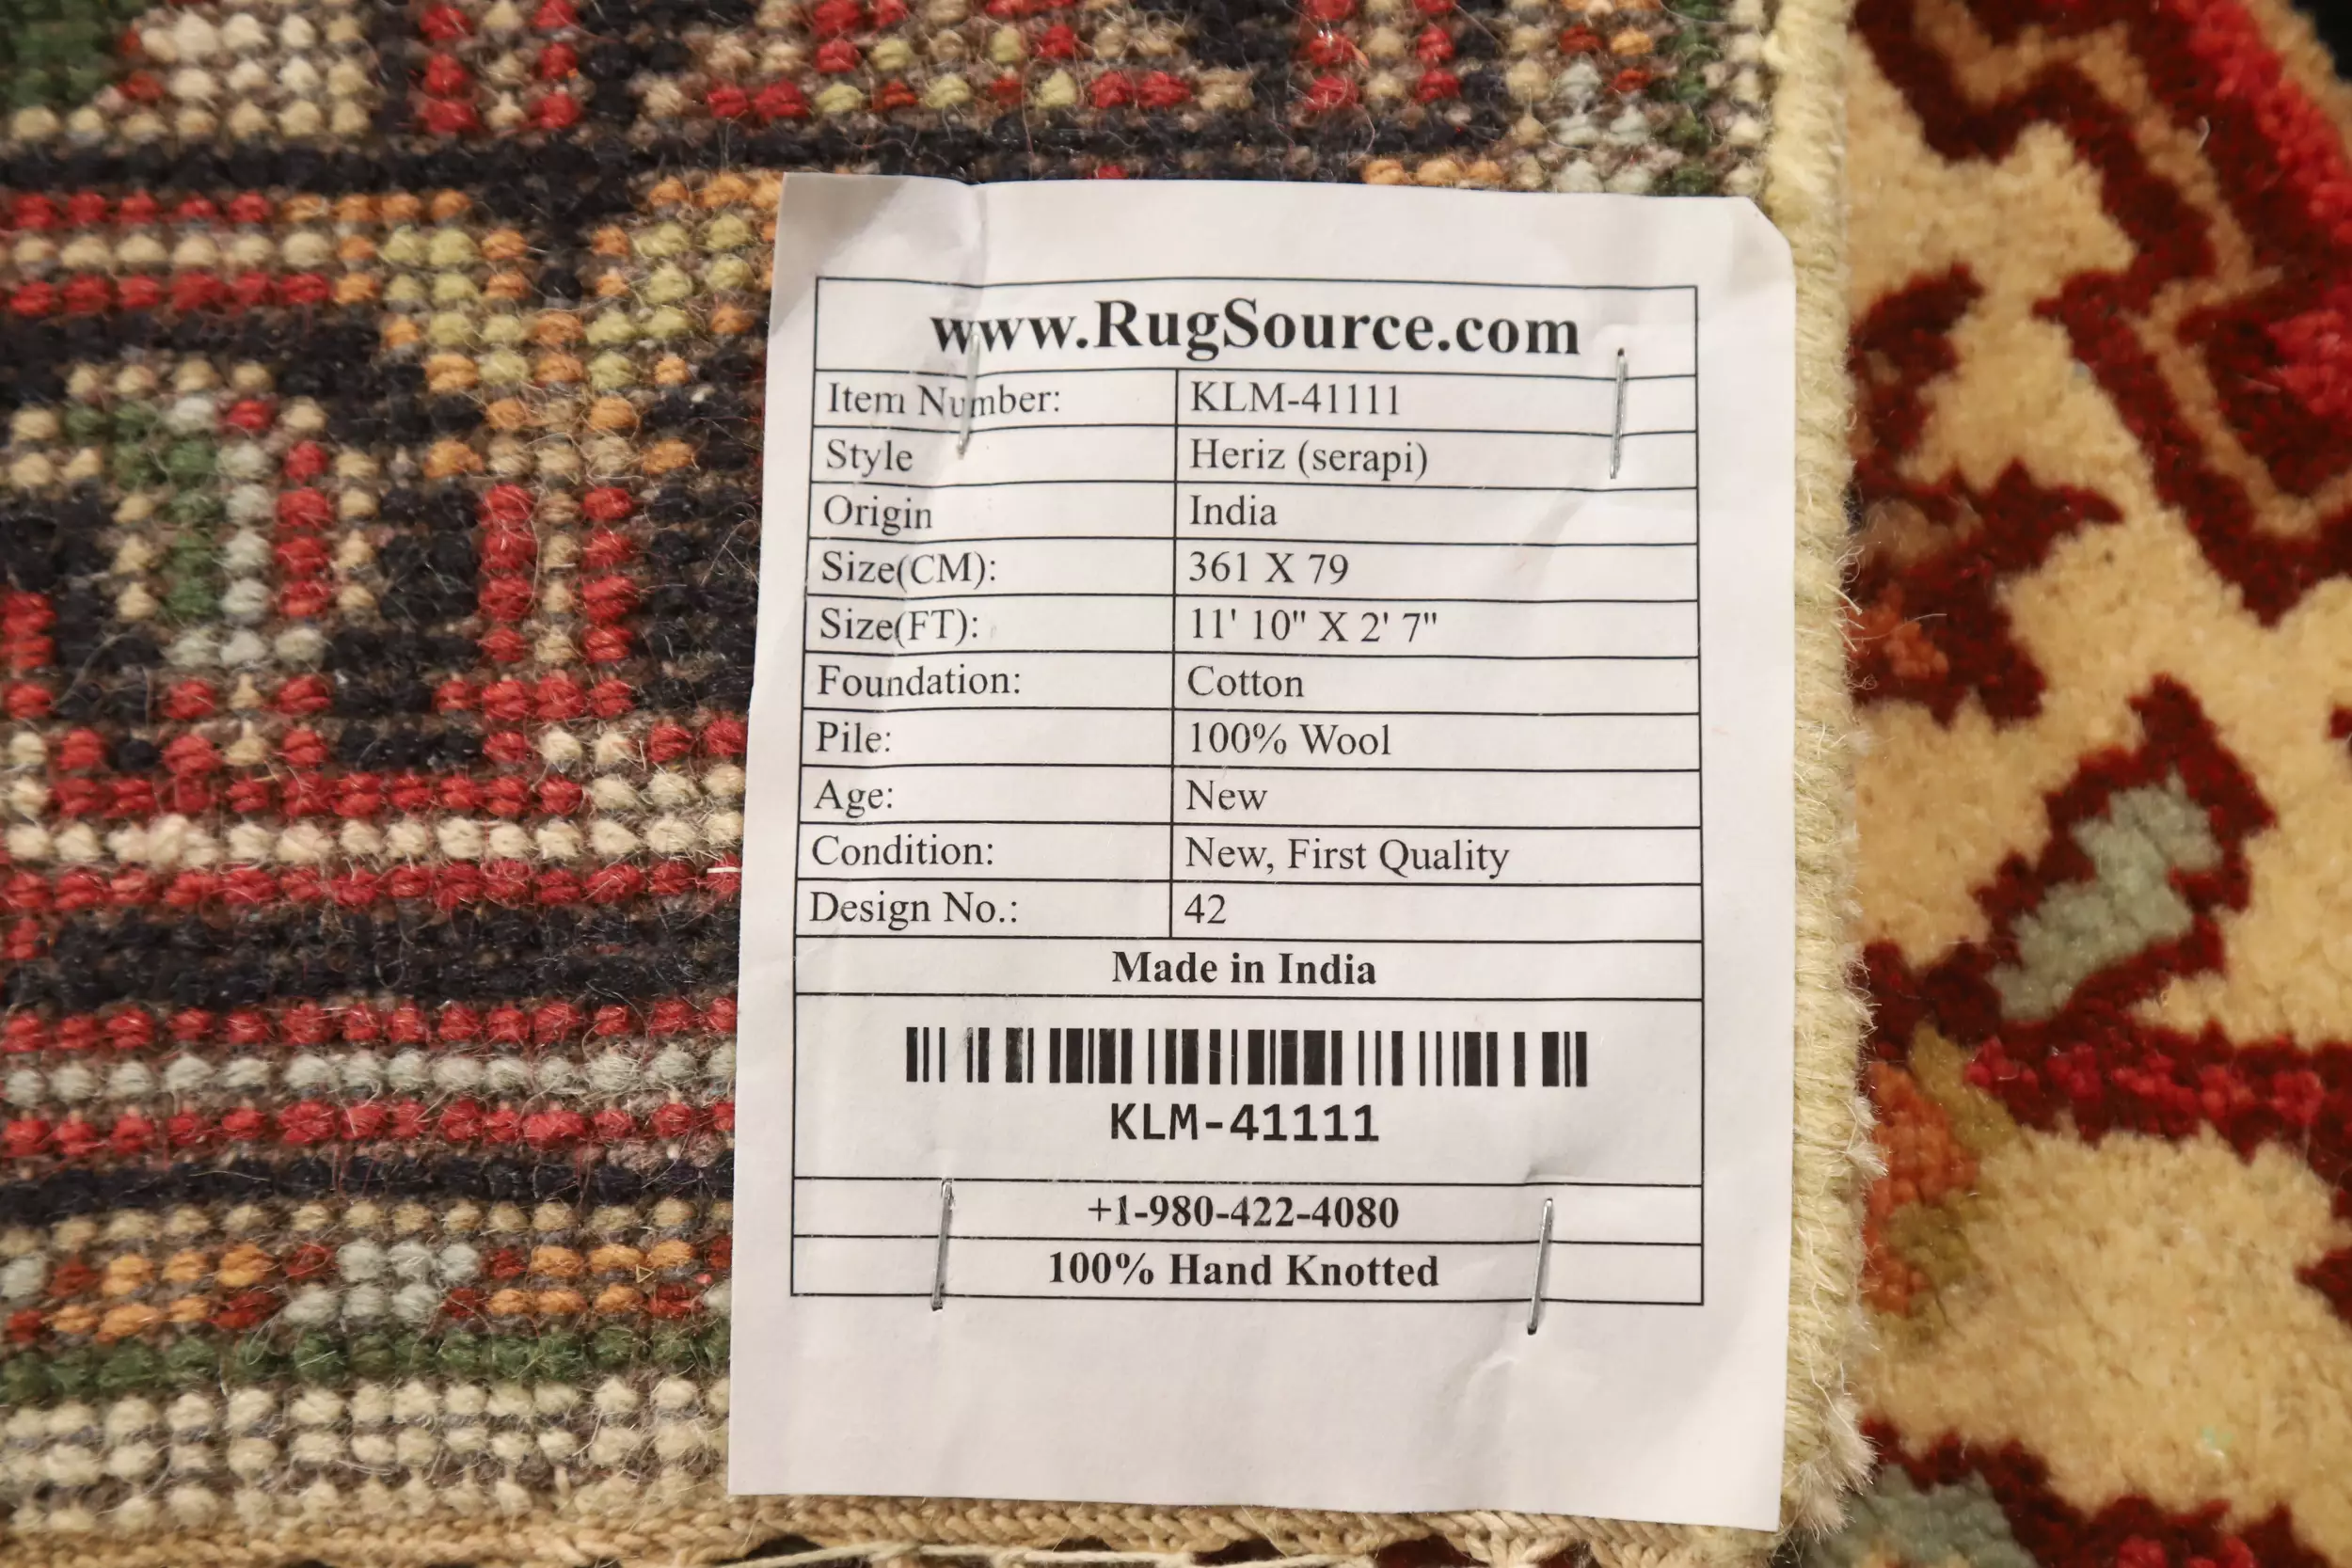 www.RugSource.com
Item Number: KLM-41111
Style Heriz (serapi)
Origin India
Size(CM): 361 X 79
Size(FT): 11' 10" X 2' 7"
Foundation: Cotton
Pile: 100% Wool
Age: New
Condition: New, First Quality
Design No.: 42
Made in India
KLM-41111
+1-980-422-4080
100% Hand Knotted